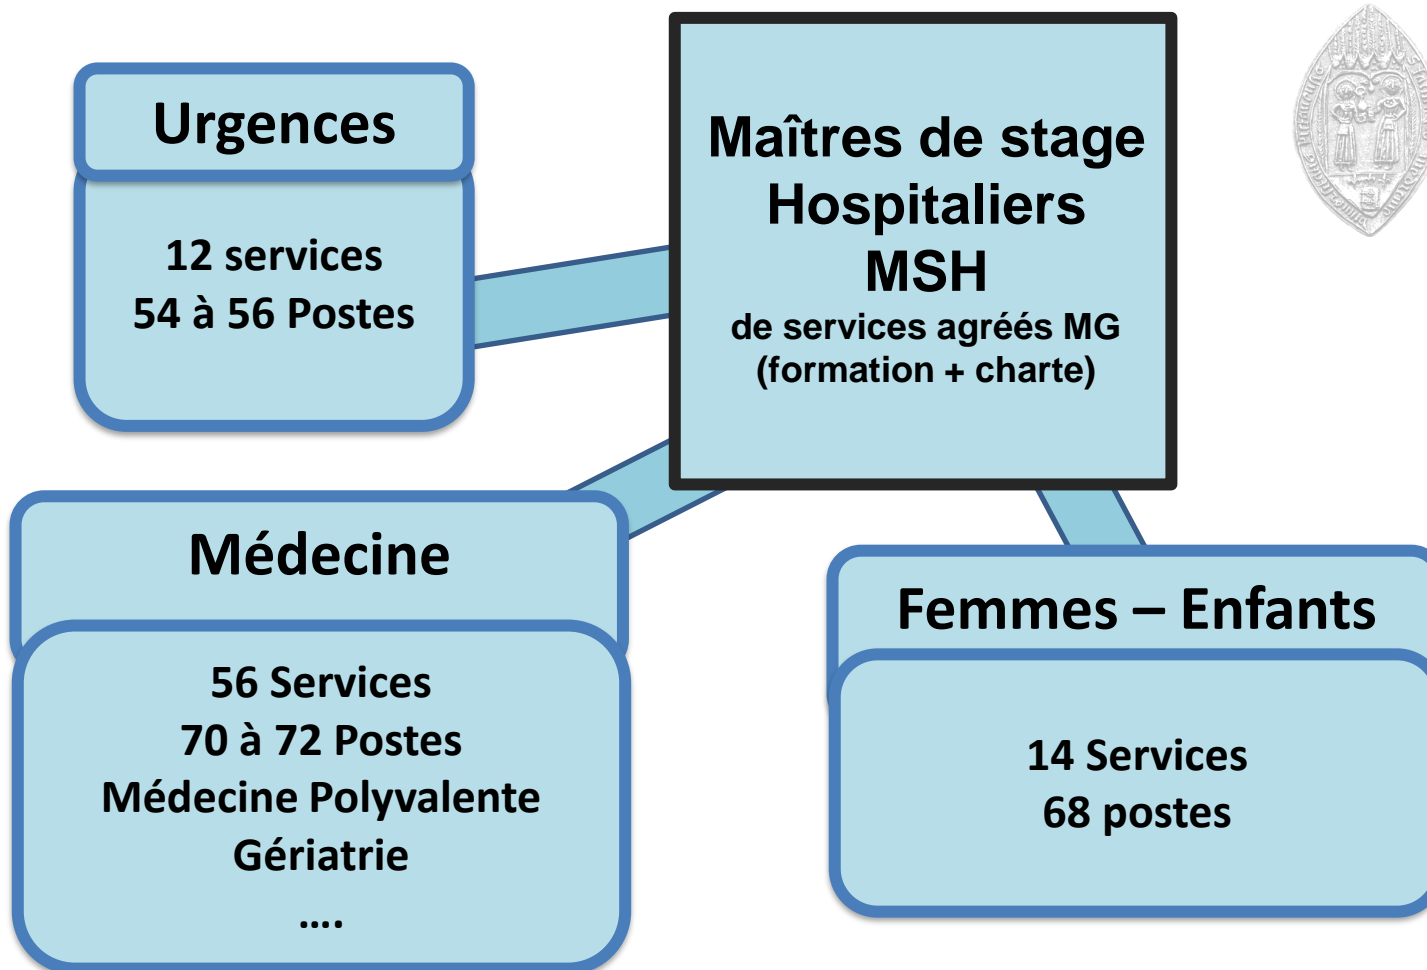 Urgences
12 services
54 à 56 Postes
Maîtres de stage
Hospitaliers
MSH
de services agréés MG
(formation + charte)
Médecine
56 Services
70 à 72 Postes
Médecine Polyvalente
Gériatrie
....
Femmes – Enfants
14 Services
68 postes